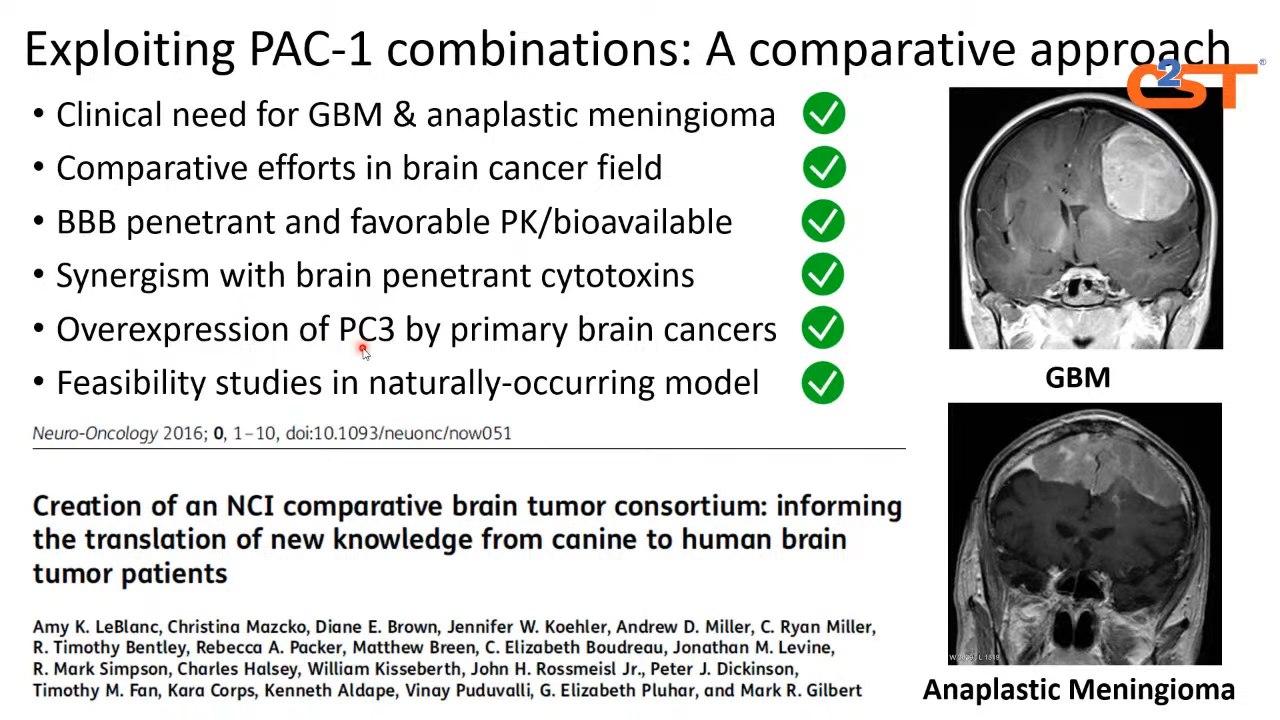 Exploiting PAC-1 combinations: A comparative approach
C2ST®
• Clinical need for GBM & anaplastic meningioma
• Comparative efforts in brain cancer field
• BBB penetrant and favorable PK/bioavailable
• Synergism with brain penetrant cytotoxins
• Overexpression of PC3 by primary brain cancers
• Feasibility studies in naturally-occurring model
GBM
Neuro-Oncology 2016; 0, 1–10, doi:10.1093/neuonc/now051
Creation of an NCI comparative brain tumor consortium: informing
the translation of new knowledge from canine to human brain
tumor patients
Amy K. LeBlanc, Christina Mazcko, Diane E. Brown, Jennifer W. Koehler, Andrew D. Miller, C. Ryan Miller,
R. Timothy Bentley, Rebecca A. Packer, Matthew Breen, C. Elizabeth Boudreau, Jonathan M. Levine,
R. Mark Simpson, Charles Halsey, William Kisseberth, John H. Rossmeisl Jr., Peter J. Dickinson,
Timothy M. Fan, Kara Corps, Kenneth Aldape, Vinay Puduvalli, G. Elizabeth Pluhar, and Mark R. Gilbert
Anaplastic Meningioma